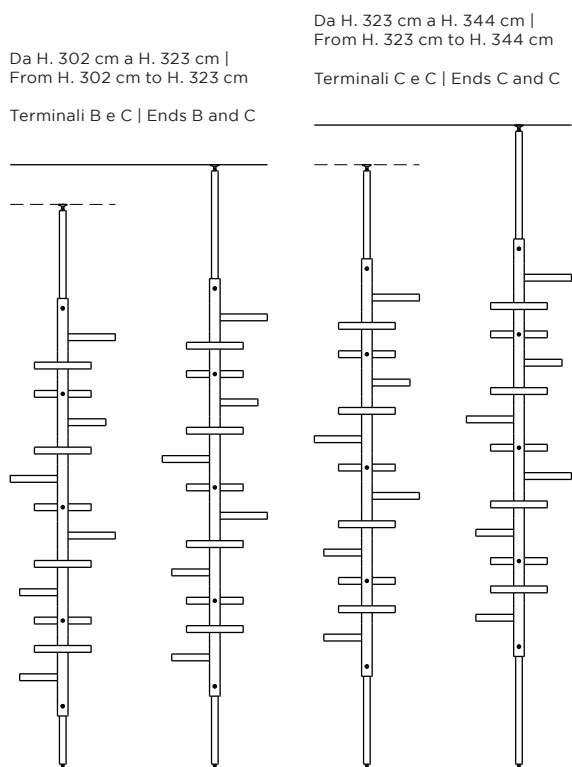 Da H. 302 cm a H. 323 cm |
From H. 302 cm to H. 323 cm
Terminali B e C | Ends B and C
Da H. 323 cm a H. 344 cm |
From H. 323 cm to H. 344 cm
Terminali C e C | Ends C and C